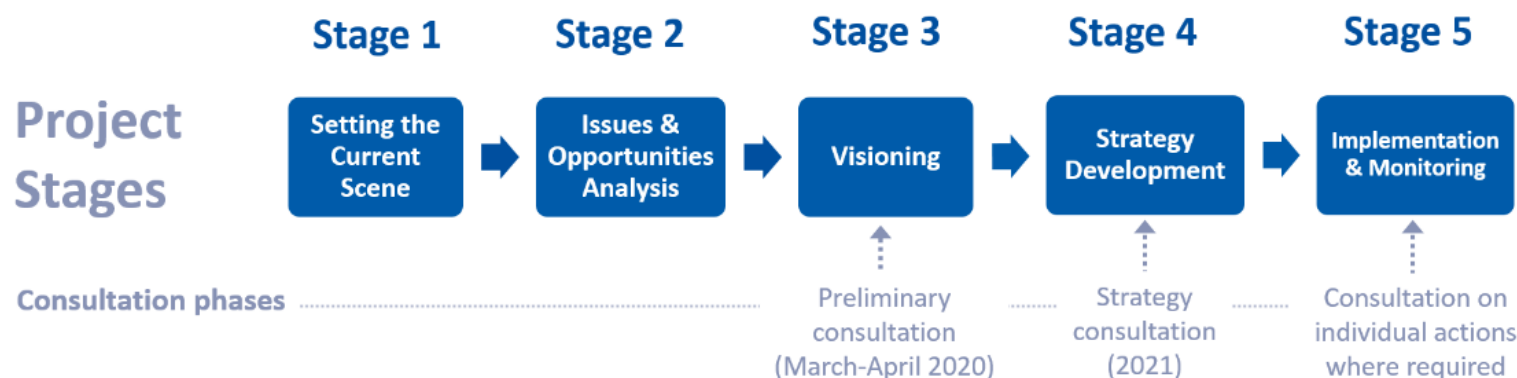 Stage 1 Stage 2 Stage 3 Stage 4 Stage 5
Project
Stages
Setting the
Current
Scene
Issues &
Opportunities
Analysis
Visioning
Strategy
Development
Implementation
& Monitoring
Consultation phases
Preliminary
consultation
(March-April 2020)
Strategy
consultation
(2021)
Consultation on
individual actions
where required